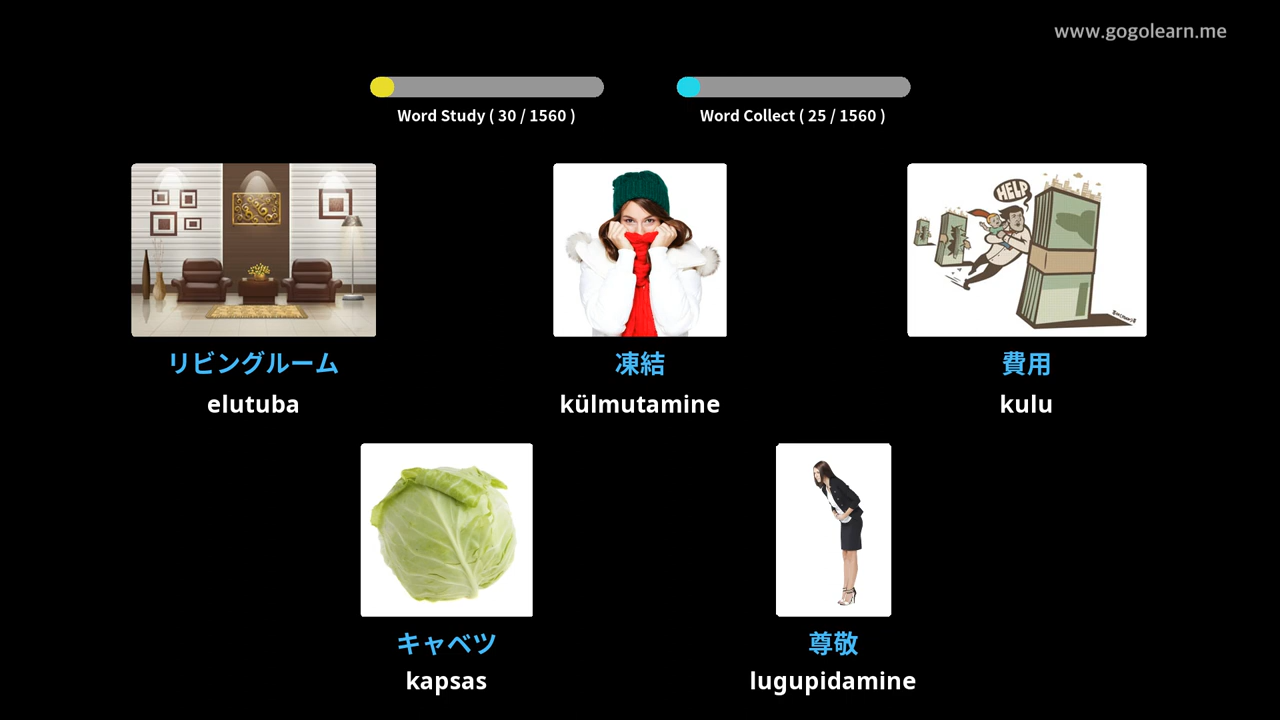 www.gogolearn.me
Word Study ( 30 / 1560 )
Word Collect ( 25 / 1560 )
HELP
リビングルーム
elutuba
凍結
külmutamine
費用
kulu
キャベツ
kapsas
尊敬
lugupidamine